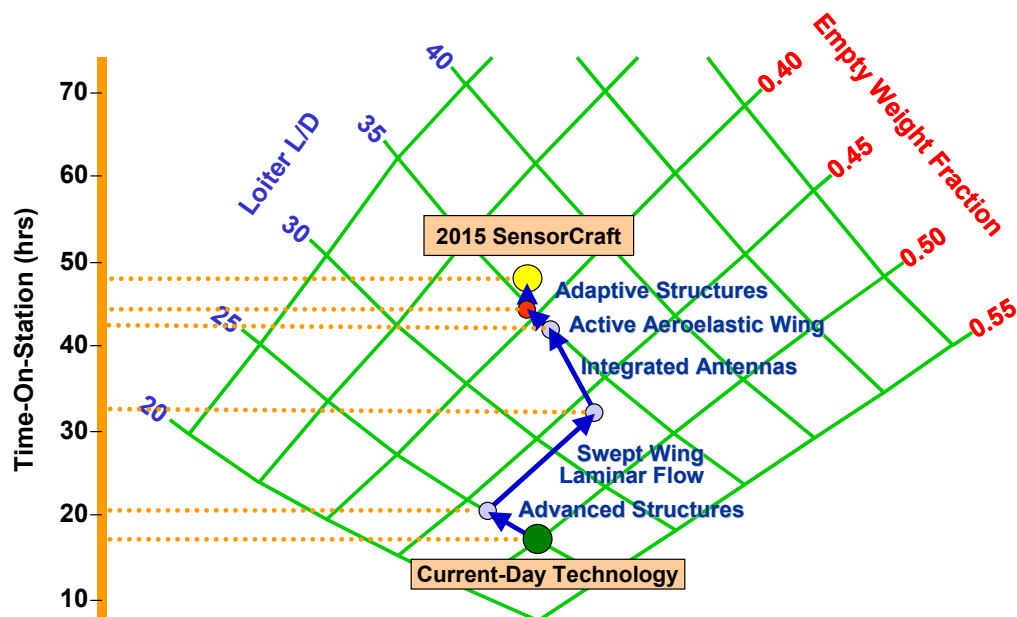 40
0.40
Empty Weight Fraction
70
35
Loiter L/D
0.45
60
30
2015 SensorCraft
0.50
Time-On-Station (hrs)
50
25
Adaptive Structures
Active Aeroelastic Wing
0.55
40
Integrated Antennas
20
30
Swept Wing
Laminar Flow
20
Advanced Structures
Current-Day Technology
10